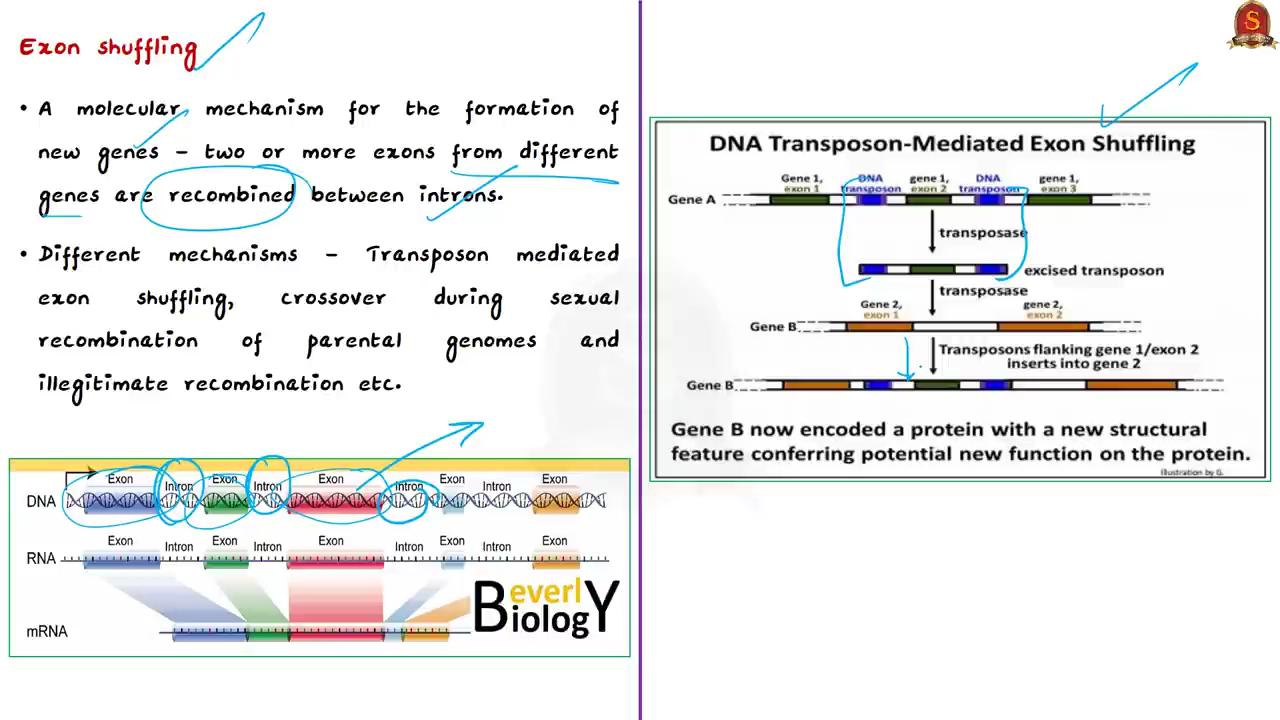 Exon shuffling
• A molecular mechanism for the formation of
new genes – two or more exons from different
genes are recombined between introns.
• Different mechanisms – Transposon mediated
exon shuffling, crossover during sexual
recombination of parental genomes and
illegitimate recombination etc.
Exon Intron Exon Intron Exon Intron Exon Intron Exon
DNA
Exon Intron Exon Intron Exon Intron Exon Intron Exon
RNA
mRNA
Beverly
BiologY
S
DNA Transposon-Mediated Exon Shuffling
Gene 1, exon 1
DNA transposon
gene 1, exon 2
DNA transposon
gene 1, exon 3
Gene A
transposase
excised transposon
transposase
Gene 2, exon 1
gene 2, exon 2
Gene B
Transposons flanking gene 1/exon 2
inserts into gene 2
Gene B
Gene B now encoded a protein with a new structural
feature conferring potential new function on the protein.
Illustration by G.